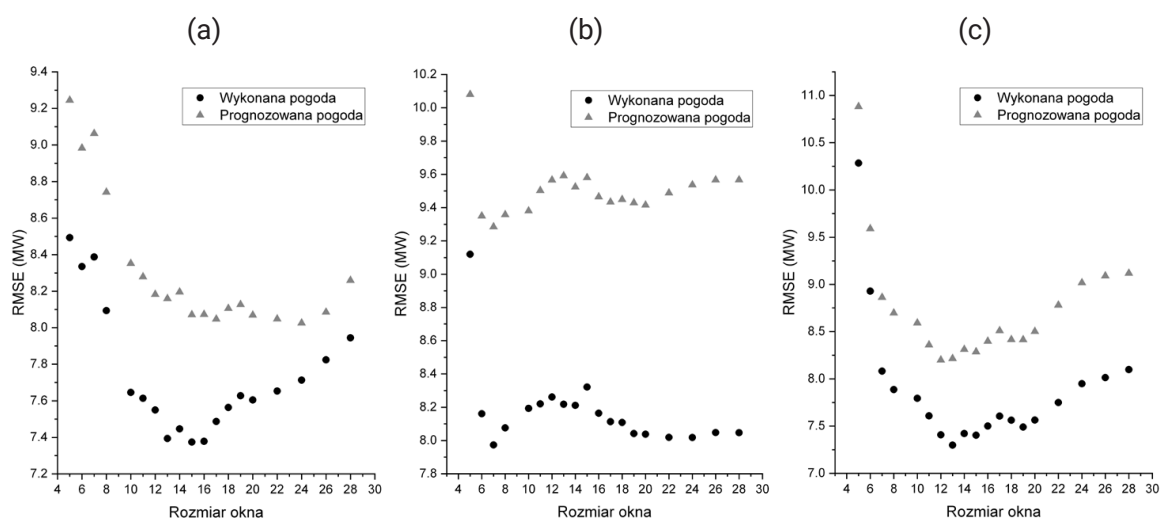 (a)
(b)
(c)
9.4
9.2
9.0
8.8
8.6
8.4
8.2
8.0
7.8
7.6
7.4
7.2
RMSE (MW)
Wykonana pogoda
Prognozowana pogoda
4 6 8 10 12 14 16 18 20 22 24 26 28 30
Rozmiar okna
10.2
10.0
9.8
9.6
9.4
9.2
9.0
8.8
8.6
8.4
8.2
8.0
7.8
RMSE (MW)
Wykonana pogoda
Prognozowana pogoda
4 6 8 10 12 14 16 18 20 22 24 26 28 30
Rozmiar okna
11.0
10.5
10.0
9.5
9.0
8.5
8.0
7.5
7.0
RMSE (MW)
Wykonana pogoda
Prognozowana pogoda
4 6 8 10 12 14 16 18 20 22 24 26 28 30
Rozmiar okna